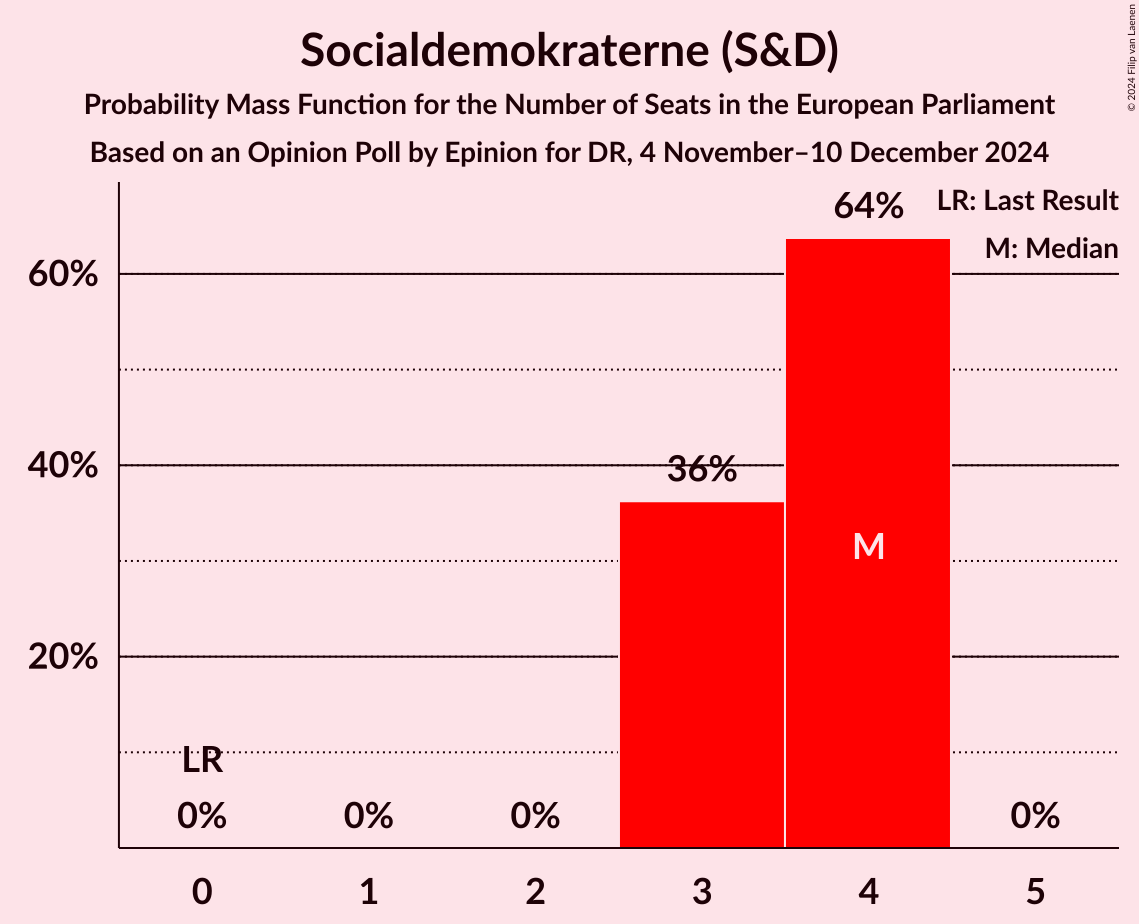 Socialdemokraterne (S&D)
Probability Mass Function for the Number of Seats in the European Parliament
Based on an Opinion Poll by Epinion for DR, 4 November–10 December 2024
© 2024 Filip van Laenen
LR: Last Result
M: Median
64%
60%
40%
36%
M
20%
LR
0%
0%
0%
0%
0
1
2
3
4
5